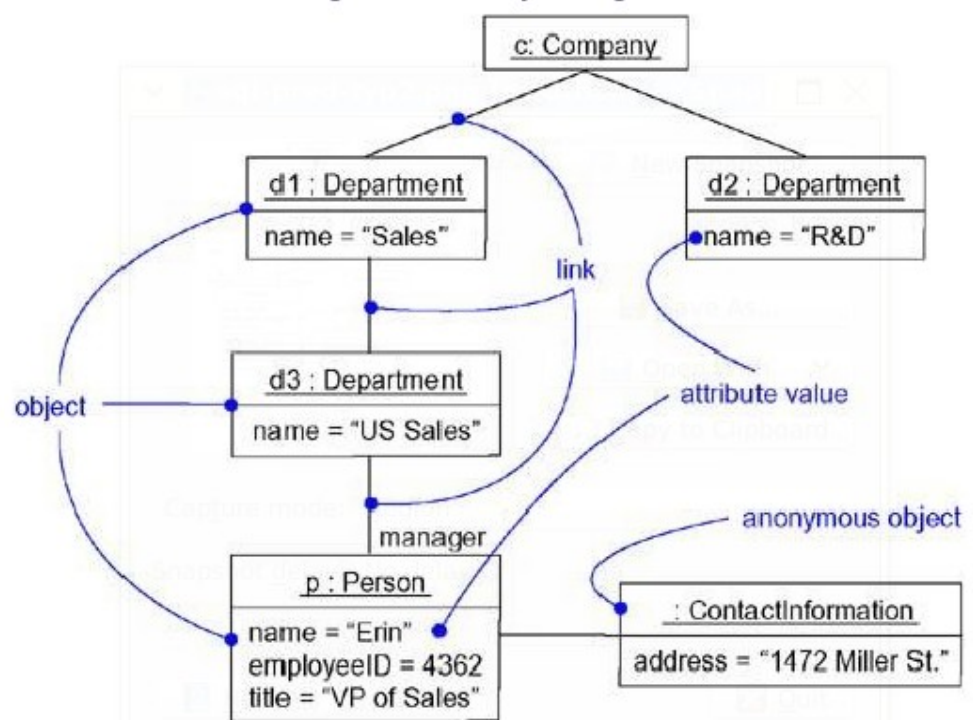 c: Company
d1 : Department
name = “Sales”
d2 : Department
name = “R&D”
link
d3 : Department
name = “US Sales”
object
attribute value
anonymous object
manager
p : Person
name = “Erin”
employeeID = 4362
title = “VP of Sales”
: ContactInformation
address = “1472 Miller St.”